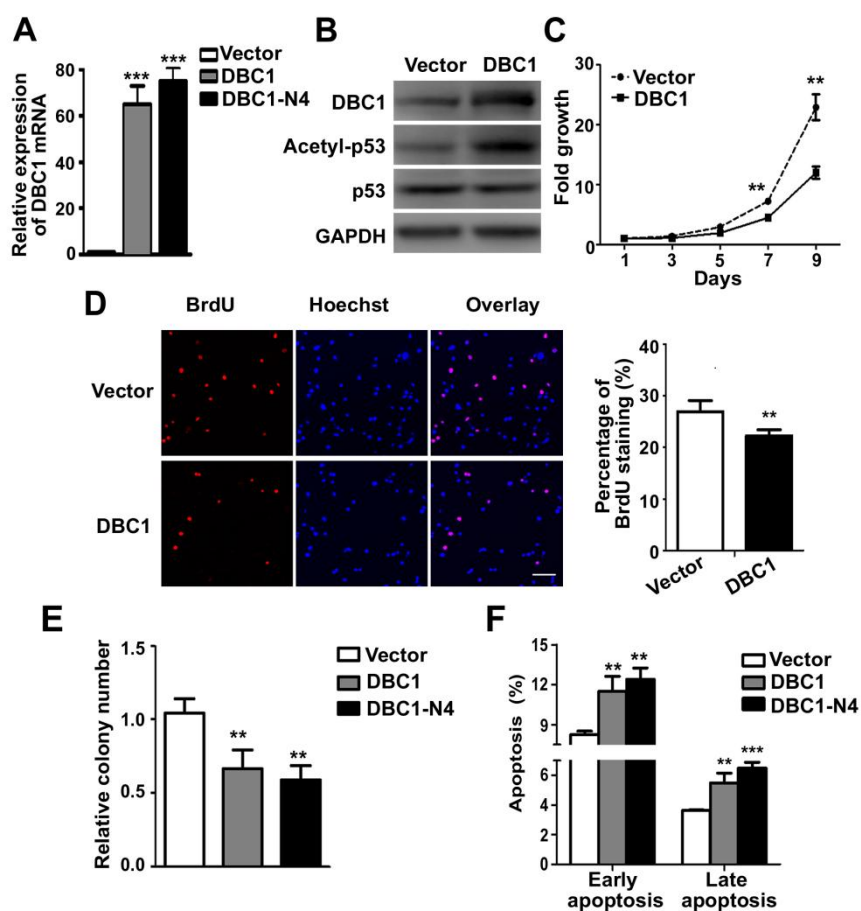 A
Relative expression
of DBC1 mRNA
80
60
40
20
0
***
***
Vector
DBC1
DBC1-N4
B
Vector DBC1
DBC1
Acetyl-p53
p53
GAPDH
C
Fold growth
30
20
10
0
1 3 5 7 9
Days
Vector
DBC1
**
**
D
BrdU Hoechst Overlay
Vector
DBC1
Percentage of
BrdU staining (%)
40
30
20
10
0
**
Vector DBC1
E
Relative colony number
1.5
1.0
0.5
0.0
**
**
Vector
DBC1
DBC1-N4
F
Apoptosis (%)
15
12
9
6
4
2
0
** **
** ***
Vector
DBC1
DBC1-N4
Early
apoptosis
Late
apoptosis